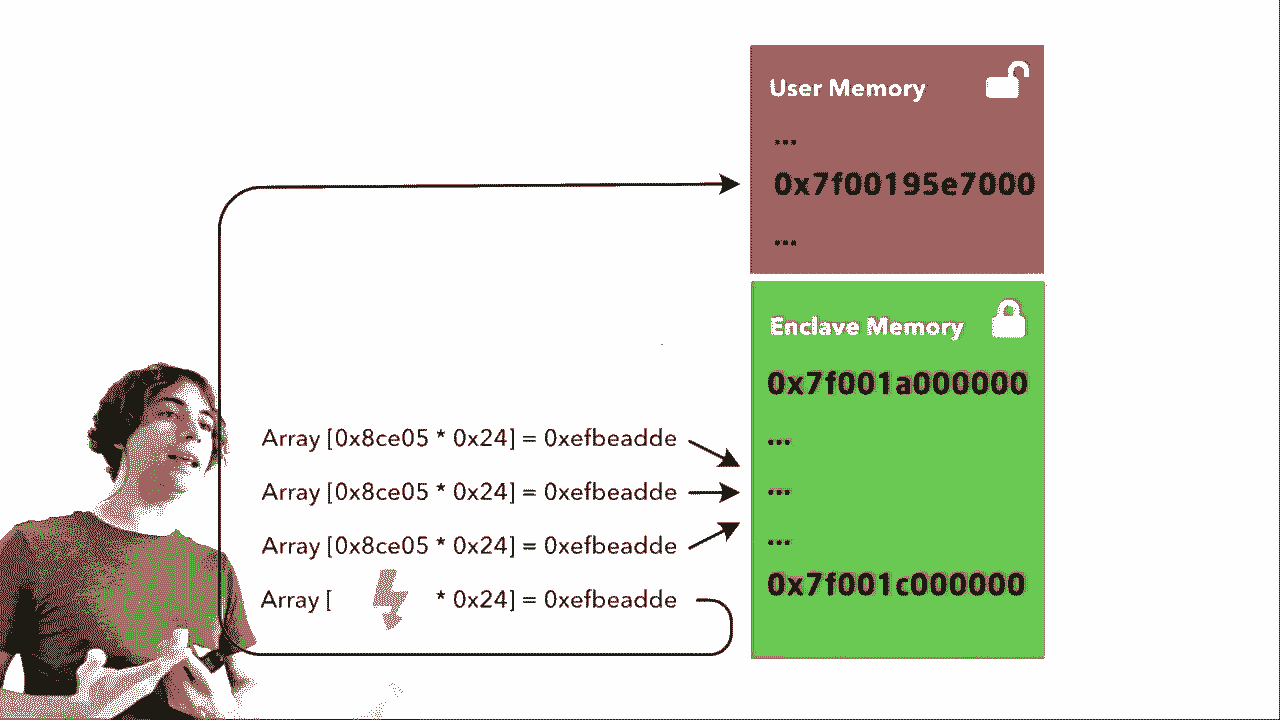 User Memory
...
0x7f00195e7000
...
Enclave Memory
0x7f001a000000
...
...
...
0x7f001c000000
Array [0x8ce05 * 0x24] = 0xefbeadde
Array [0x8ce05 * 0x24] = 0xefbeadde
Array [0x8ce05 * 0x24] = 0xefbeadde
Array [ * 0x24] = 0xefbeadde